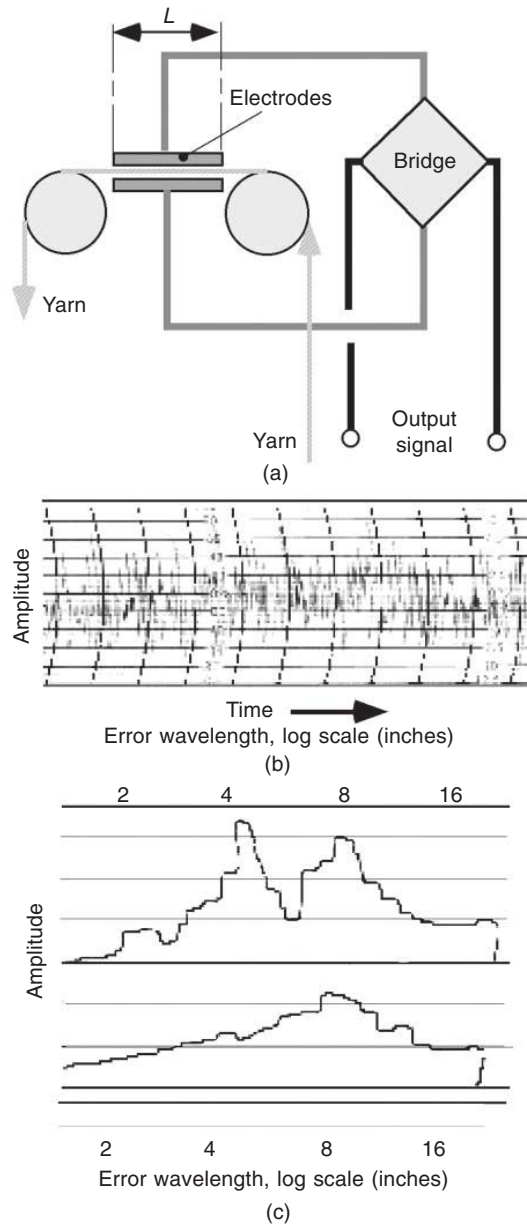 L
Electrodes
Bridge
Yarn
Yarn
Output
signal
(a)
Amplitude
Time
Error wavelength, log scale (inches)
(b)
2 4 8 16
Amplitude
2 4 8 16
Error wavelength, log scale (inches)
(c)